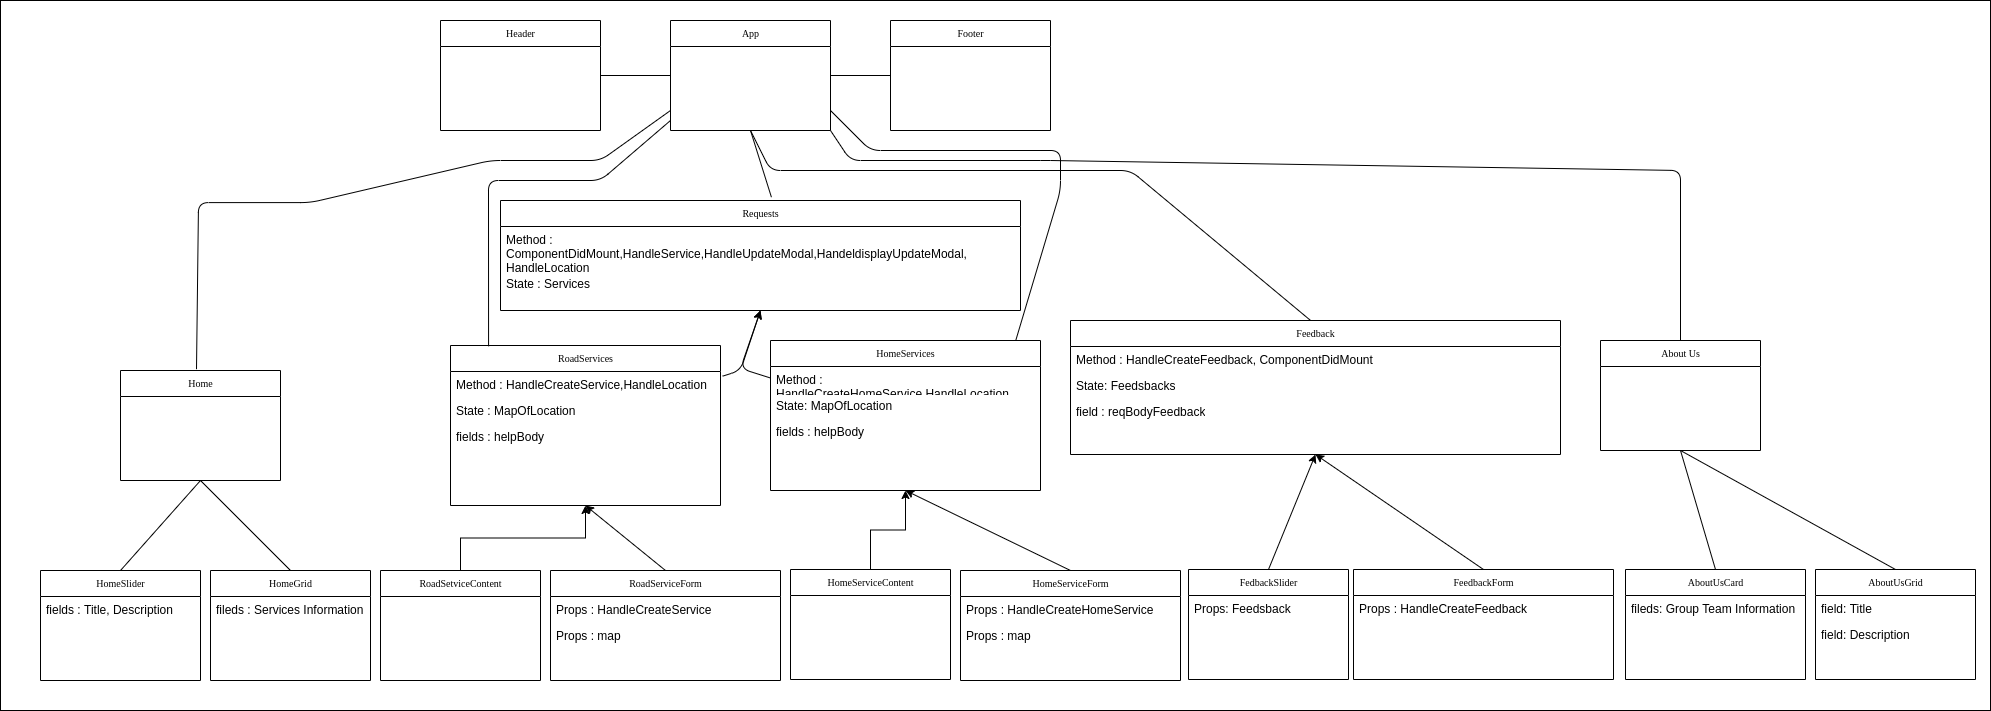 Header
App
Footer
Requests
Method :
ComponentDidMount,HandleService,HandleUpdateModal,HandeldisplayUpdateModal,
HandleLocation
State : Services
RoadServices
Method : HandleCreateService,HandleLocation
State : MapOfLocation
fields : helpBody
HomeServices
Method :
HandleCreateHomeService,HandleLocation
State: MapOfLocation
fields : helpBody
Feedback
Method : HandleCreateFeedback, ComponentDidMount
State: Feedsbacks
field : reqBodyFeedback
About Us
Home
HomeSlider
fields : Title, Description
HomeGrid
fileds : Services Information
RoadSetviceContent
RoadServiceForm
Props : HandleCreateService
Props : map
HomeServiceContent
HomeServiceForm
Props : HandleCreateHomeService
Props : map
FedbackSlider
Props: Feedsback
FeedbackForm
Props : HandleCreateFeedback
AboutUsCard
fileds: Group Team Information
AboutUsGrid
field: Title
field: Description